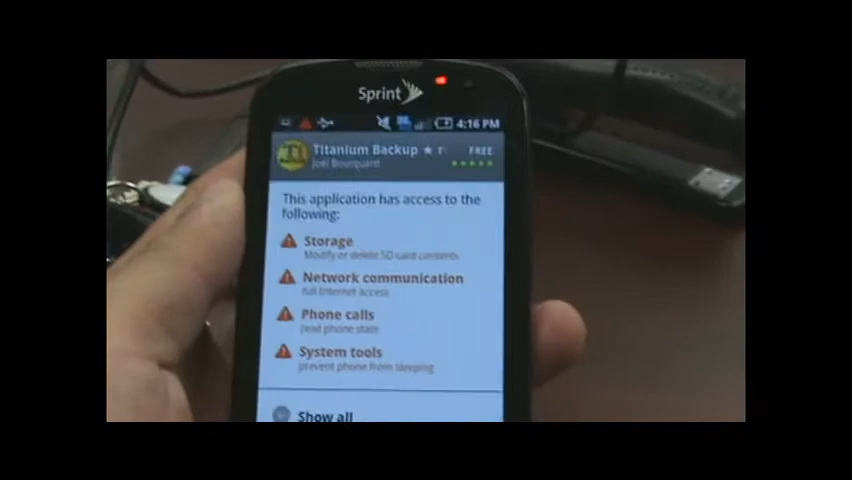 Sprint
4:16 PM
Titanium Backup ★ r
FREE
Joel Bourquard
This application has access to the
following:
Storage
Modify or delete SD card contents
Network communication
full Internet access
Phone calls
read phone state
System tools
prevent phone from sleeping
Show all